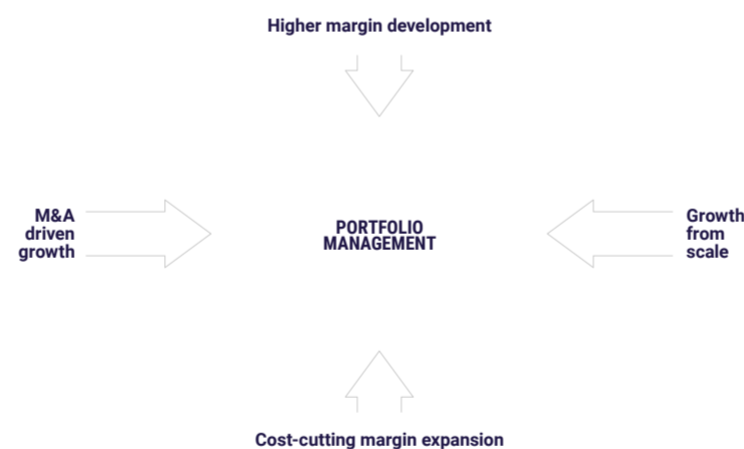 Higher margin development
M&A
driven
growth
PORTFOLIO
MANAGEMENT
Growth
from
scale
Cost-cutting margin expansion